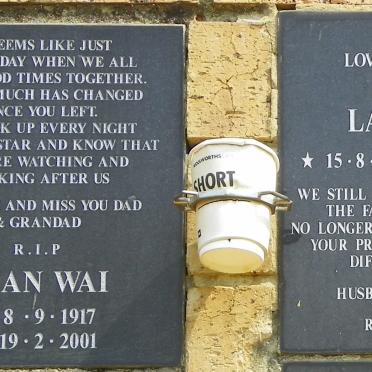 EEMS LIKE JUST
DAY WHEN WE ALL
OD TIMES TOGETHER.
MUCH HAS CHANGED
NCE YOU LEFT.
K UP EVERY NIGHT
STAR AND KNOW THAT
RE WATCHING AND
KING AFTER US
AND MISS YOU DAD
& GRANDAD
R.I.P
AN WAI
8-9-1917
19-2-2001
WOOLWORTHS
SHORT
LOV
LA
★ 15-8-
WE STILL
THE FA
NO LONGER
YOUR PR
DIF
HUSB
R